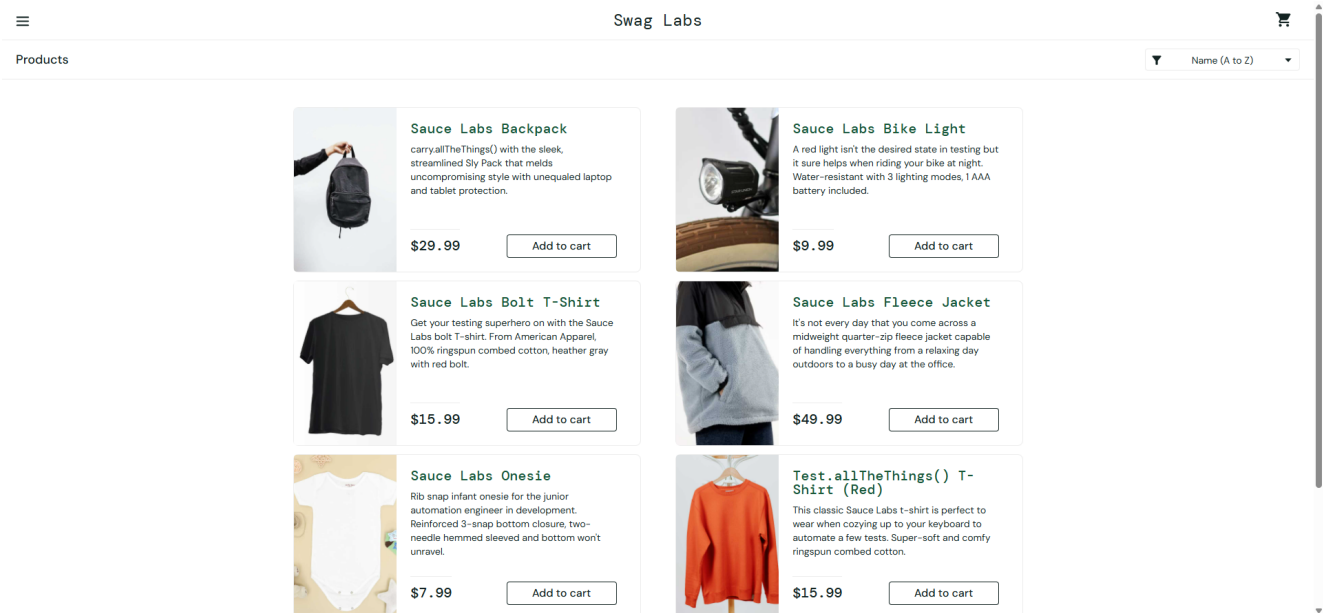 Swag Labs
Products
Name (A to Z)
Sauce Labs Backpack
carry.allTheThings() with the sleek,
streamlined Sly Pack that melds
uncompromising style with unequaled laptop
and tablet protection.
$29.99
Add to cart
Sauce Labs Bike Light
A red light isn't the desired state in testing but
it sure helps when riding your bike at night.
Water-resistant with 3 lighting modes, 1 AAA
battery included.
$9.99
Add to cart
Sauce Labs Bolt T-Shirt
Get your testing superhero on with the Sauce
Labs bolt T-shirt. From American Apparel,
100% ringspun combed cotton, heather gray
with red bolt.
$15.99
Add to cart
Sauce Labs Fleece Jacket
It's not every day that you come across a
midweight quarter-zip fleece jacket capable
of handling everything from a relaxing day
outdoors to a busy day at the office.
$49.99
Add to cart
Sauce Labs Onesie
Rib snap infant onesie for the junior
automation engineer in development.
Reinforced 3-snap bottom closure, two-
needle hemmed sleeved and bottom won't
unravel.
$7.99
Add to cart
Test.allTheThings() T-
Shirt (Red)
This classic Sauce Labs t-shirt is perfect to
wear when cozying up to your keyboard to
automate a few tests. Super-soft and comfy
ringspun combed cotton.
$15.99
Add to cart